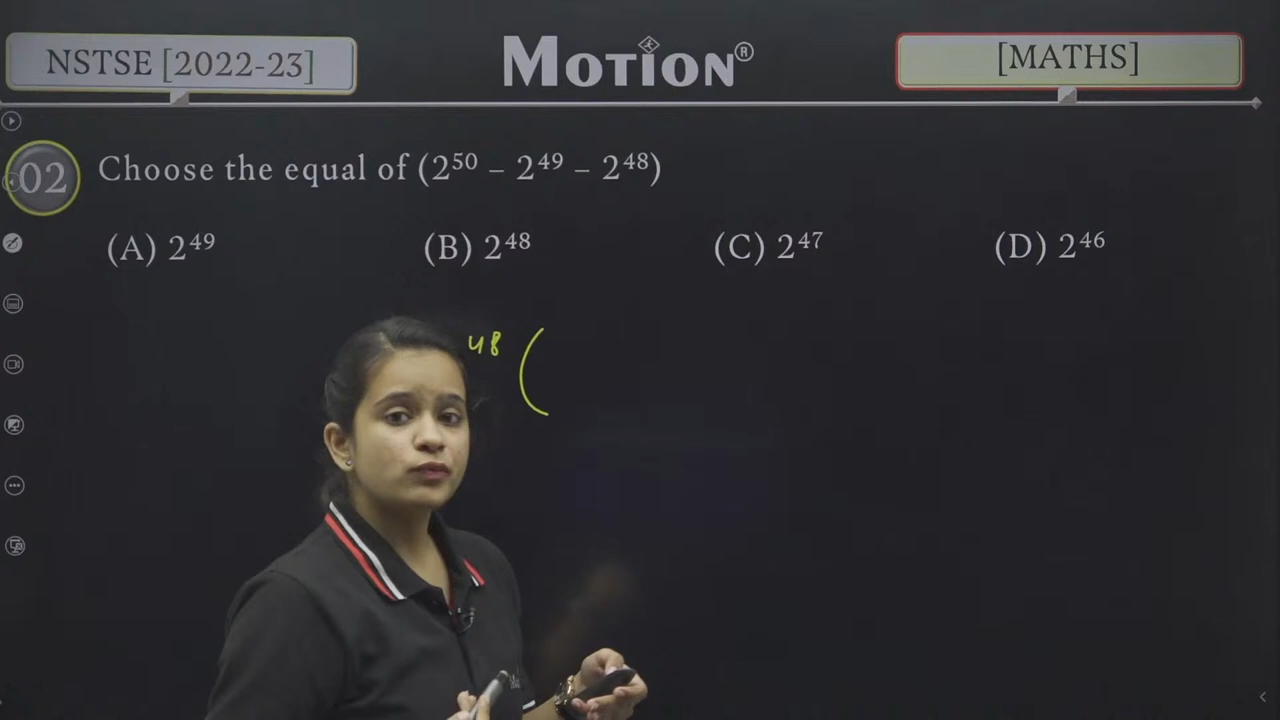 NSTSE [2022-23]
MOTION®
[MATHS]
02 Choose the equal of (2⁵⁰ – 2⁴⁹ – 2⁴⁸)
(A) 2⁴⁹ (B) 2⁴⁸ (C) 2⁴⁷ (D) 2⁴⁶
48 (